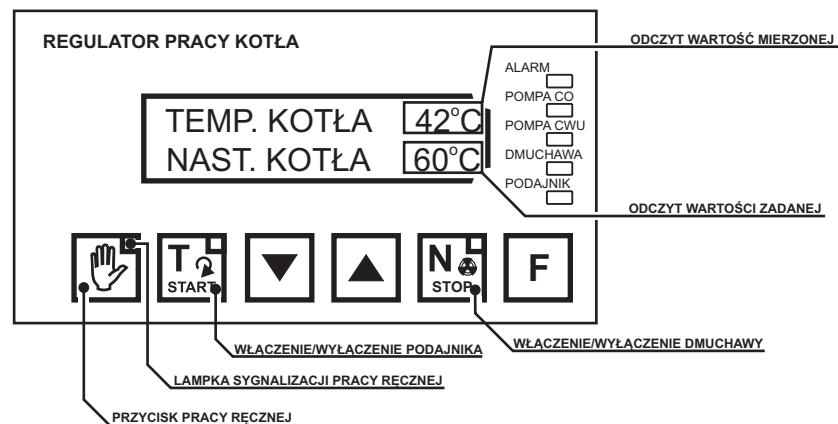 REGULATOR PRACY KOTŁA
ODCZYT WARTOŚĆ MIERZONEJ
ALARM
POMPA CO
POMPA CWU
DMUCHAWA
PODAJNIK
TEMP. KOTŁA 42°C
NAST. KOTŁA 60°C
ODCZYT WARTOŚCI ZADANEJ
T
START
N
STOP
F
WŁĄCZENIE/WYŁĄCZENIE PODAJNIKA
WŁĄCZENIE/WYŁĄCZENIE DMUCHAWY
LAMPKA SYGNALIZACJI PRACY RĘCZNEJ
PRZYCISK PRACY RĘCZNEJ